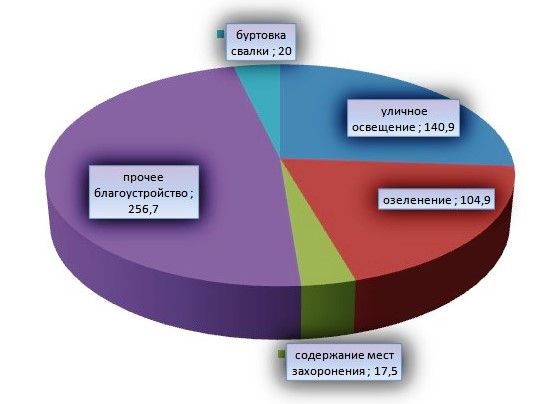 буртовка
свалки ; 20
уличное
освещение ; 140,9
прочее
благоустройство ;
256,7
озеленение ; 104,9
содержание мест
захоронения ; 17,5